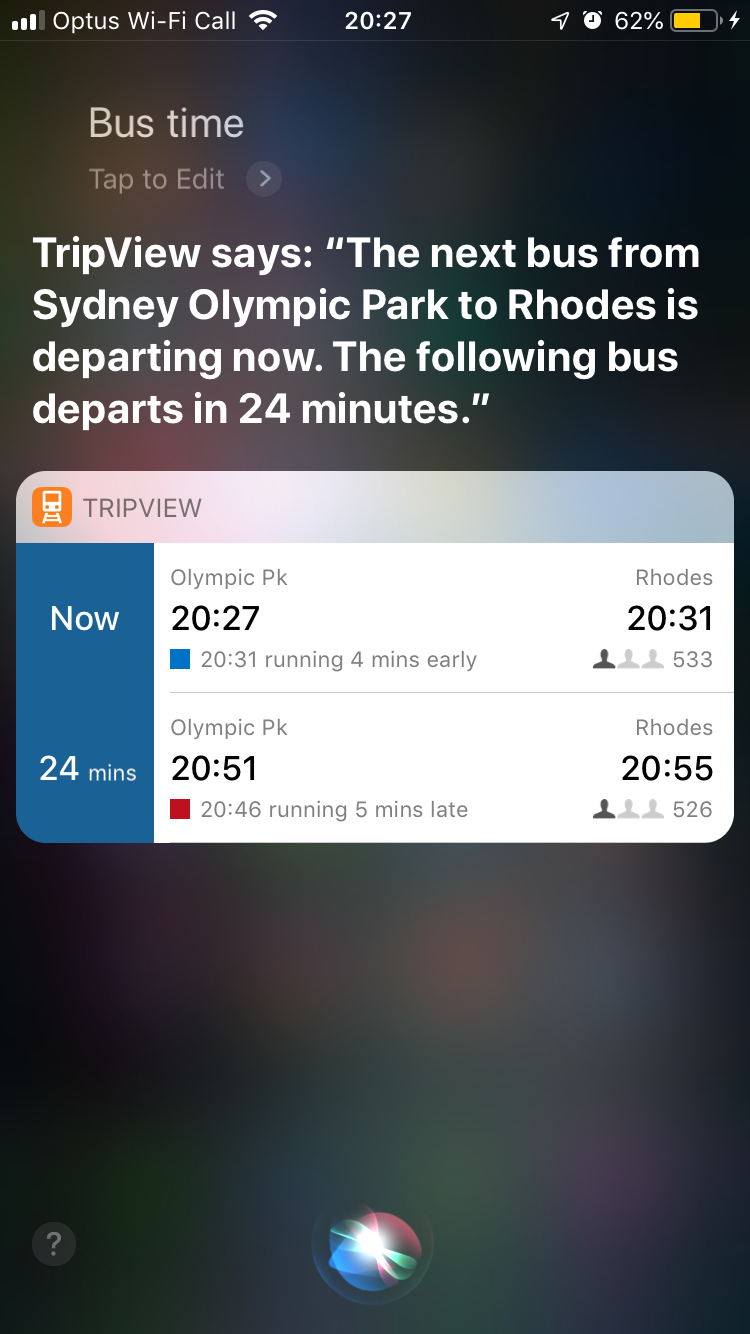 Optus Wi-Fi Call 20:27 62%
Bus time
Tap to Edit
TripView says: “The next bus from
Sydney Olympic Park to Rhodes is
departing now. The following bus
departs in 24 minutes.”
TRIPVIEW
Now
Olympic Pk Rhodes
20:27 20:31
20:31 running 4 mins early 533
24 mins
Olympic Pk Rhodes
20:51 20:55
20:46 running 5 mins late 526
?